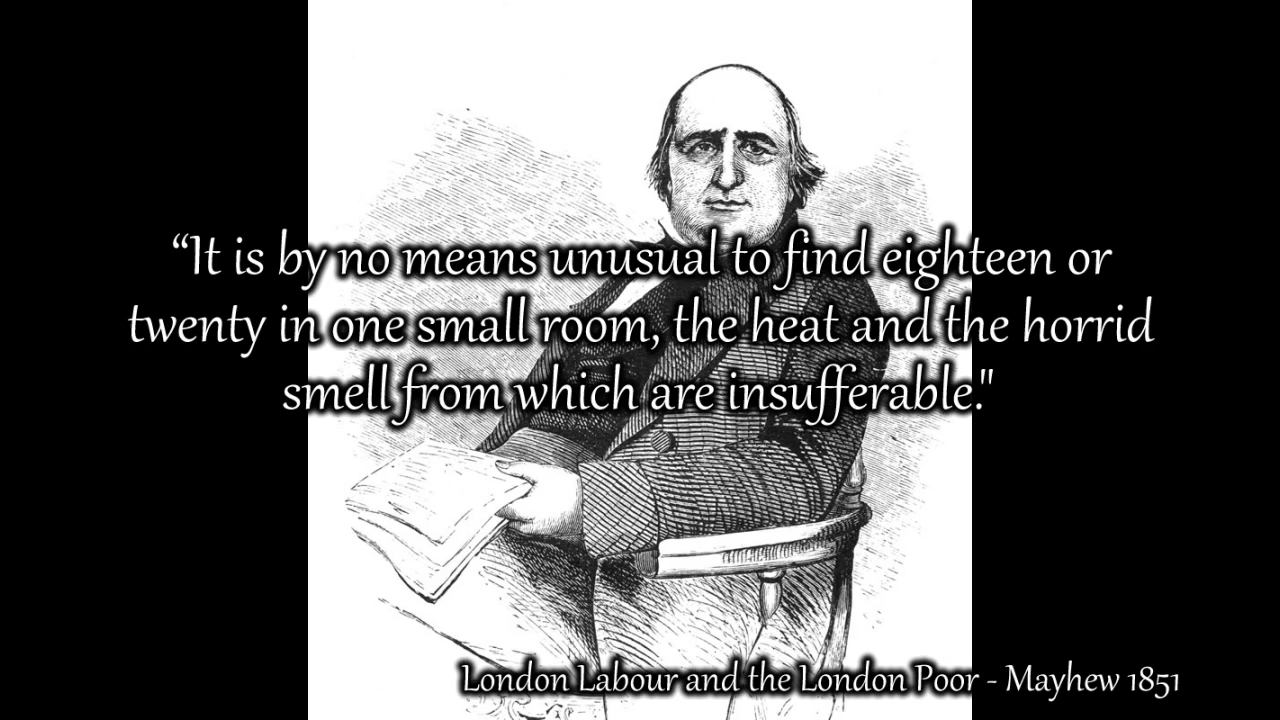 “It is by no means unusual to find eighteen or
twenty in one small room, the heat and the horrid
smell from which are insufferable."
London Labour and the London Poor - Mayhew 1851